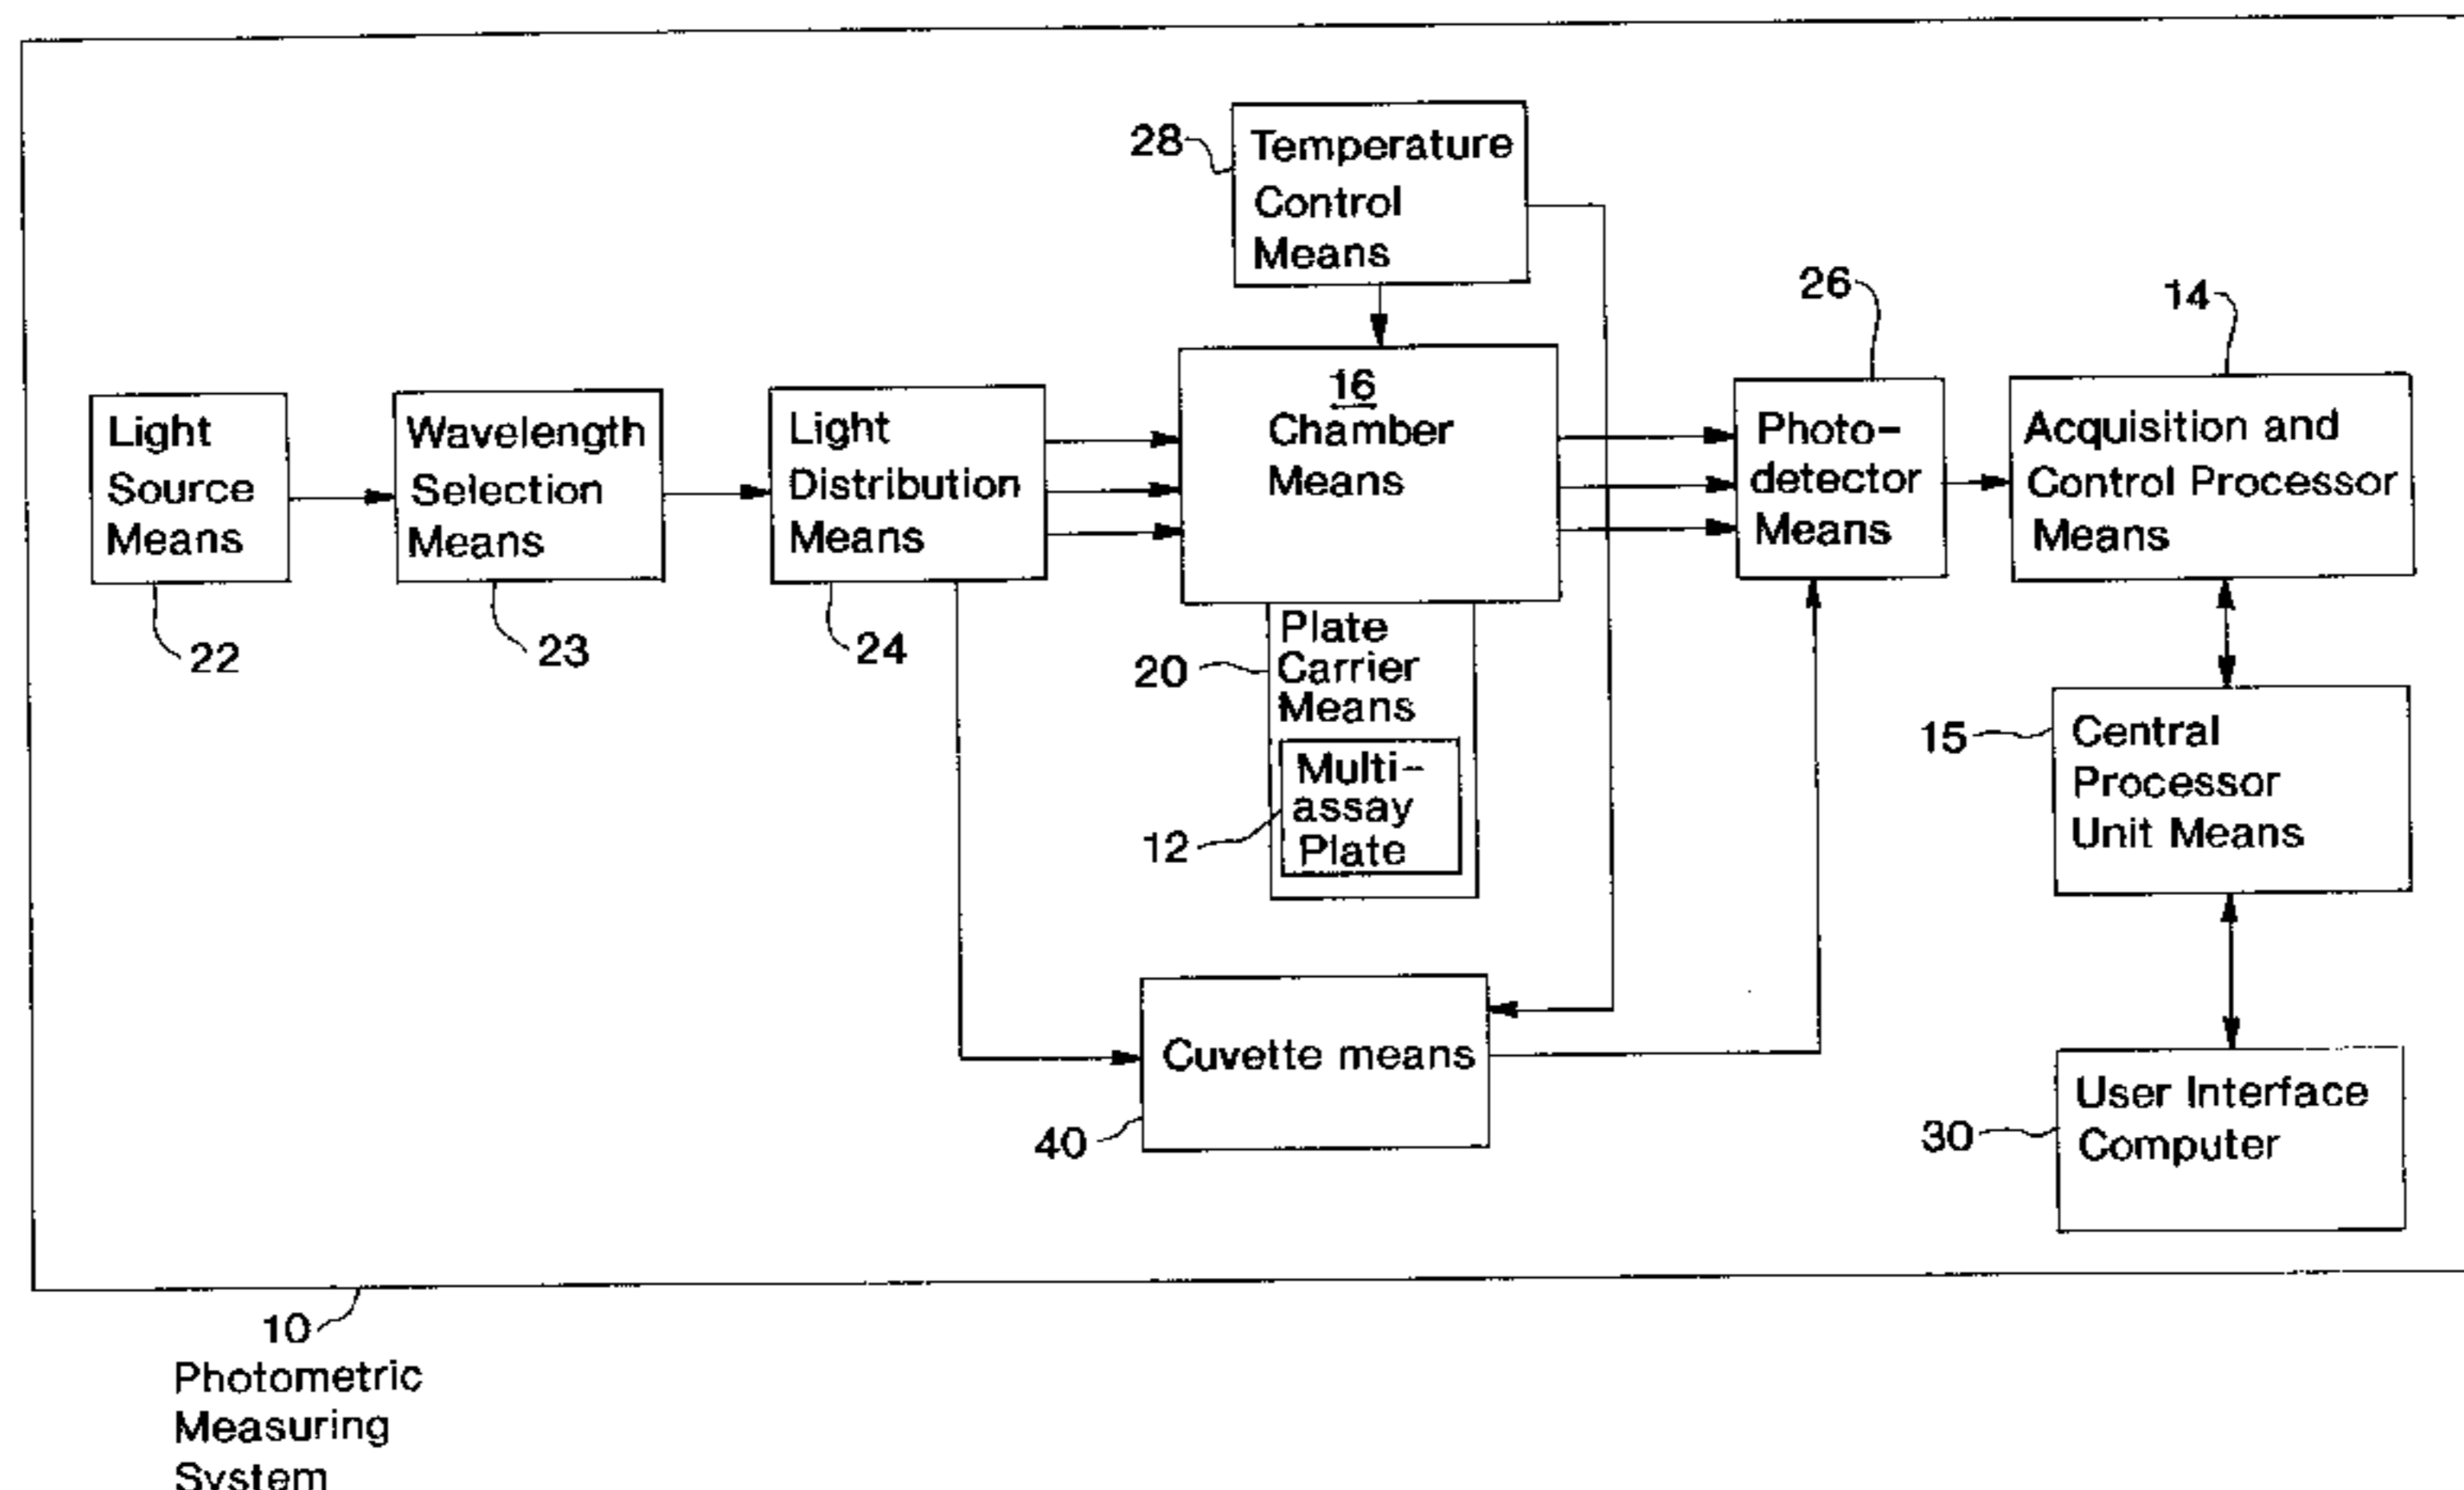 28
Temperature
Control
Means
26
14
Light
Source
Means
22
Wavelength
Selection
Means
23
Light
Distribution
Means
24
16
Chamber
Means
Photo-
detector
Means
Acquisition and
Control Processor
Means
20
Plate
Carrier
Means
12
Multi-
assay
Plate
15
Central
Processor
Unit Means
Cuvette means
40
30
User Interface
Computer
10
Photometric
Measuring
System